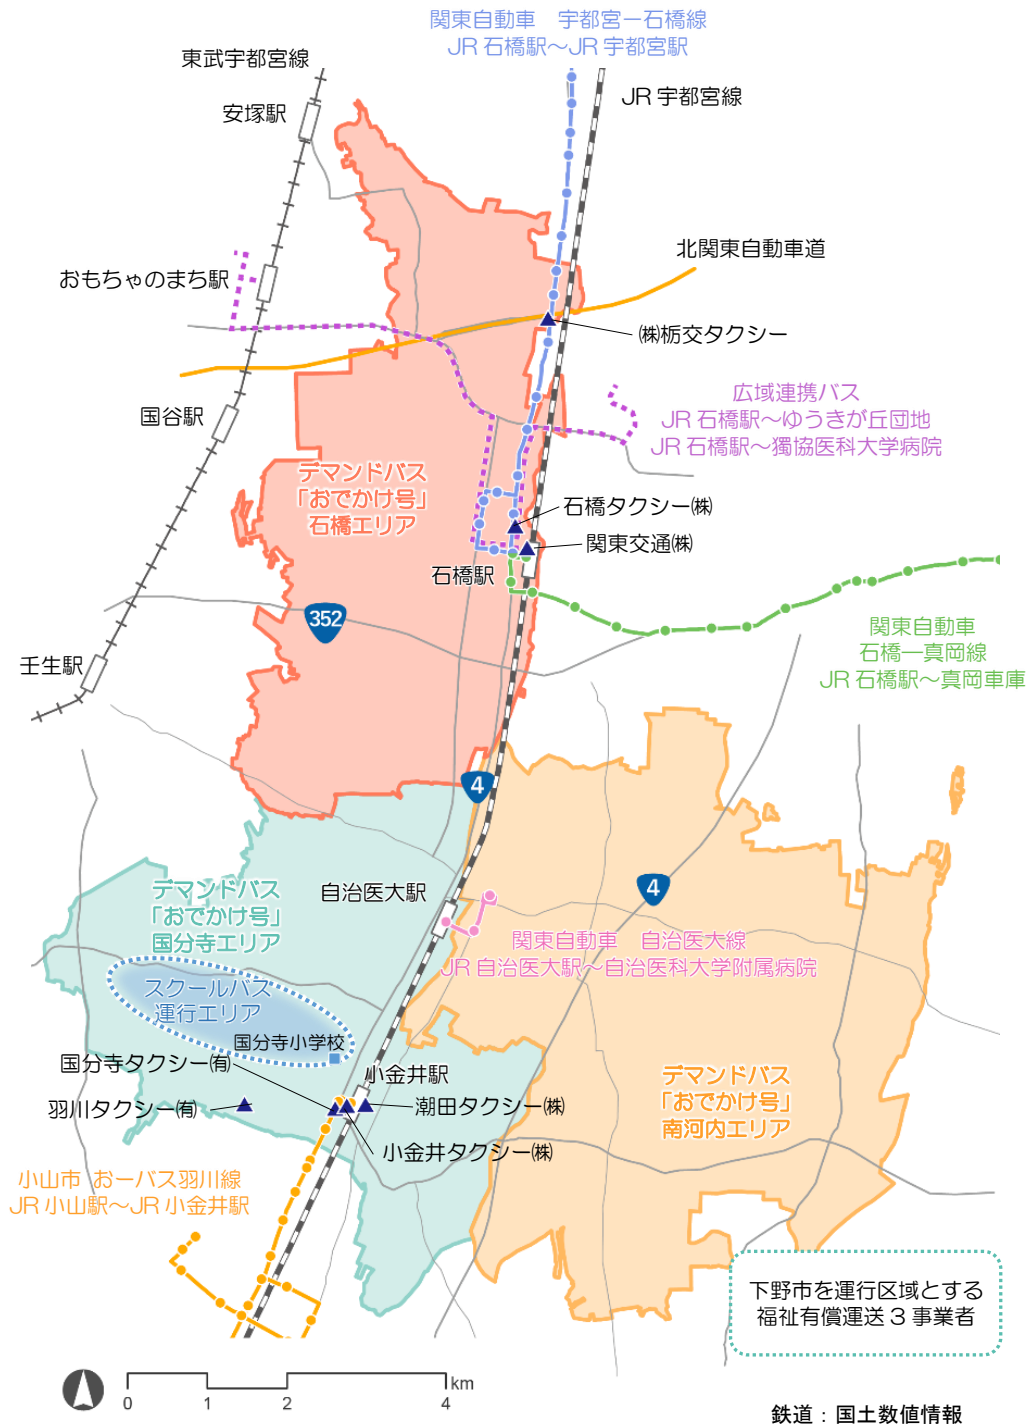 関東自動車　宇都宮ー石橋線
JR 石橋駅～JR 宇都宮駅
東武宇都宮線
JR 宇都宮線
安塚駅
北関東自動車道
おもちゃのまち駅
㈱栃交タクシー
広域連携バス
JR 石橋駅～ゆうきが丘団地
JR 石橋駅～獨協医科大学病院
国谷駅
デマンドバス
「おでかけ号」
石橋エリア
石橋タクシー㈱
関東交通㈱
石橋駅
352
関東自動車
石橋―真岡線
JR 石橋駅～真岡車庫
壬生駅
4
4
自治医大駅
デマンドバス
「おでかけ号」
国分寺エリア
関東自動車　自治医大線
JR 自治医大駅～自治医科大学附属病院
スクールバス
運行エリア
国分寺小学校
国分寺タクシー㈲
小金井駅
羽川タクシー㈲
潮田タクシー㈱
小金井タクシー㈱
デマンドバス
「おでかけ号」
南河内エリア
小山市 おーバス羽川線
JR 小山駅～JR 小金井駅
下野市を運行区域とする
福祉有償運送 3 事業者
km
0 1 2 4
鉄道：国土数値情報